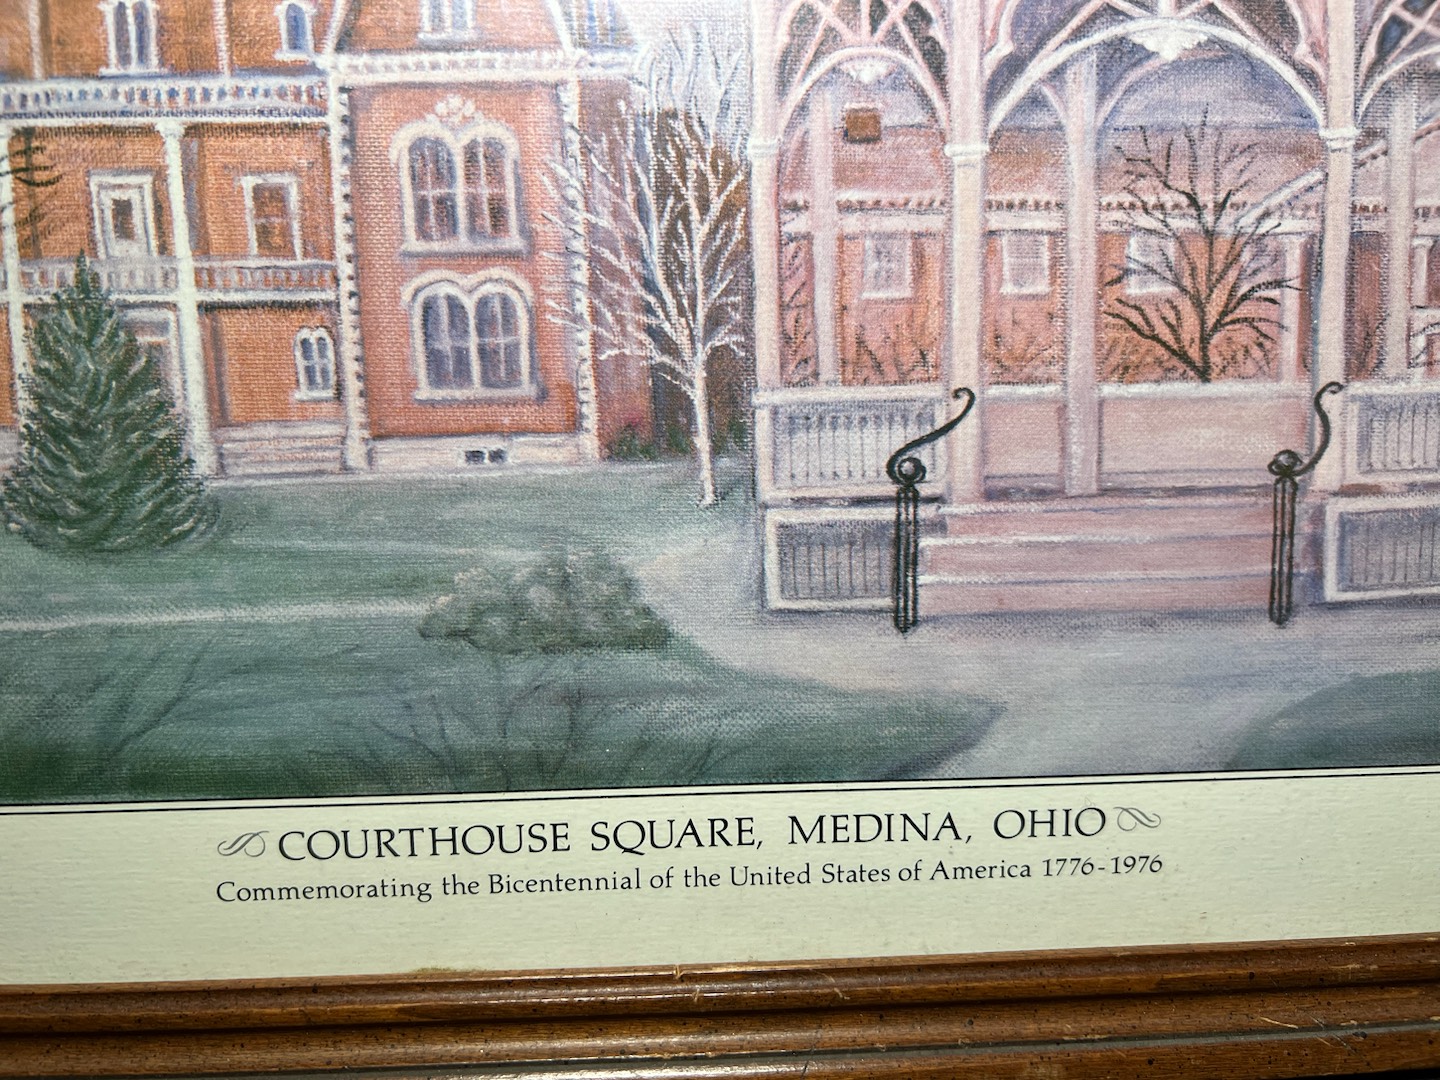 COURTHOUSE SQUARE, MEDINA, OHIO
Commemorating the Bicentennial of the United States of America 1776-1976